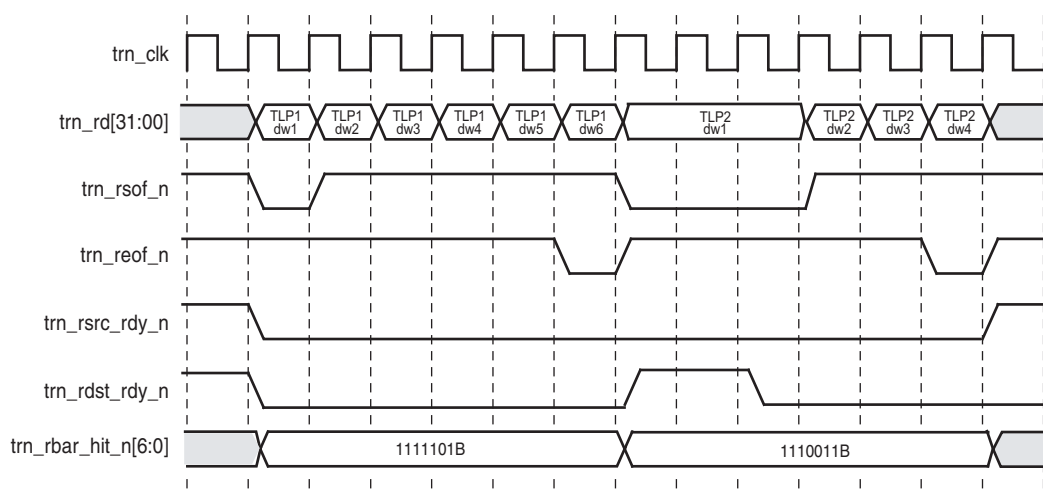 trn_clk
trn_rd[31:00]
TLP1 TLP1 TLP1 TLP1 TLP1 TLP1 TLP2 TLP2 TLP2 TLP2
dw1 dw2 dw3 dw4 dw5 dw6 dw1 dw2 dw3 dw4
trn_rsof_n
trn_reof_n
trn_rsrc_rdy_n
trn_rdst_rdy_n
trn_rbar_hit_n[6:0]
1111101B 1110011B